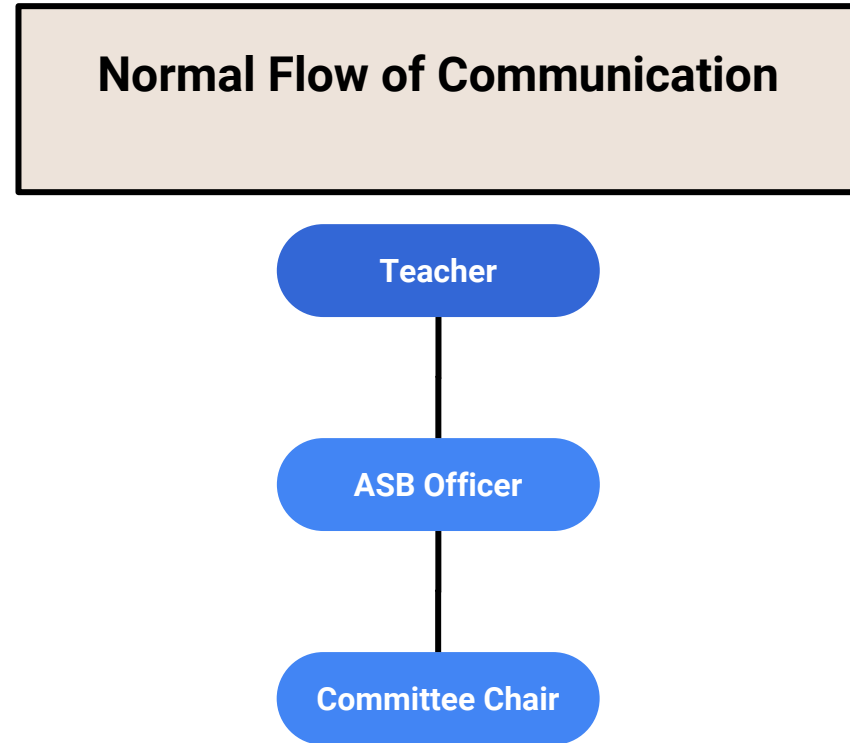 Normal Flow of Communication
Teacher
ASB Officer
Committee Chair